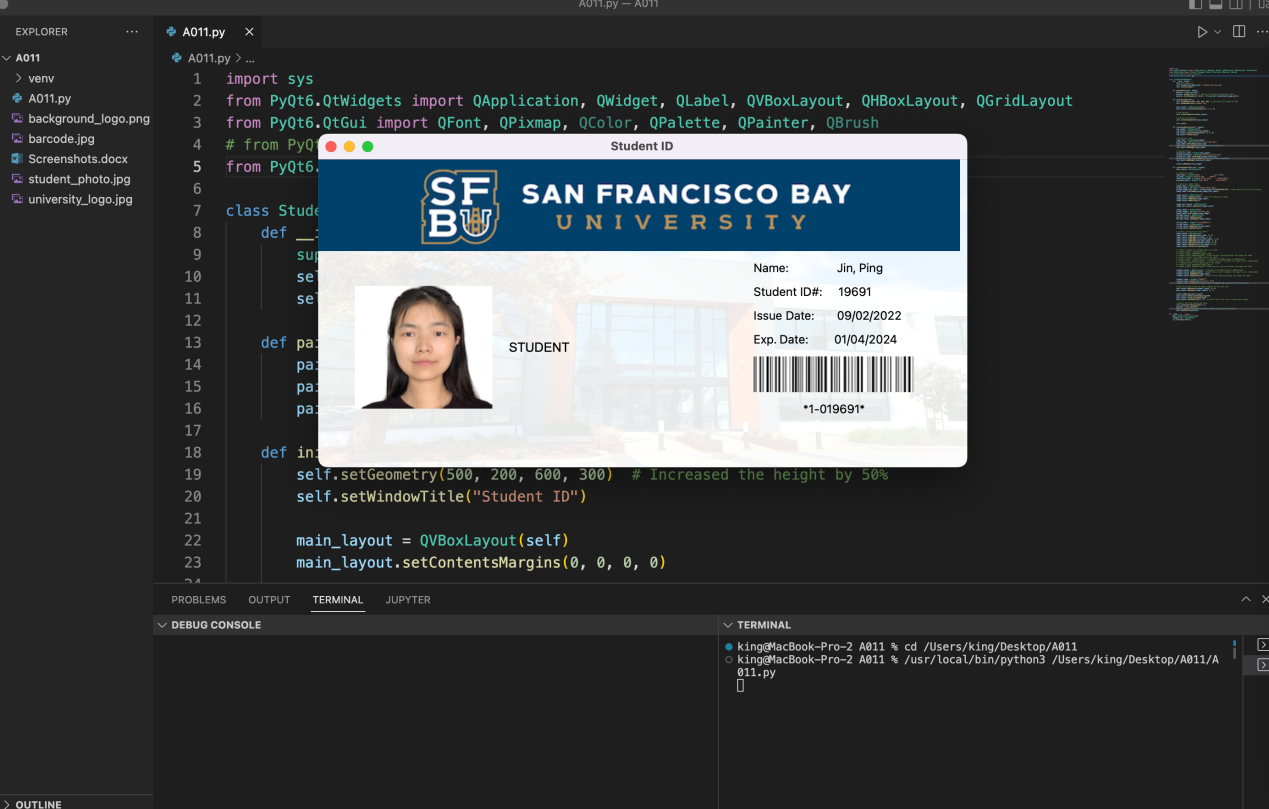 A011.py — A011
EXPLORER
A011
venv
A011.py
background_logo.png
barcode.jpg
Screenshots.docx
student_photo.jpg
university_logo.jpg
OUTLINE
A011.py
A011.py > ...
1 import sys
2 from PyQt6.QtWidgets import QApplication, QWidget, QLabel, QVBoxLayout, QHBoxLayout, QGridLayout
3 from PyQt6.QtGui import QFont, QPixmap, QColor, QPalette, QPainter, QBrush
4 # from PyQt
5 from PyQt6.
6
7 class Stude
8 def __i
9 sup
10 sel
11 sel
12
13 def pai
14 pai
15 pai
16 pai
17
18 def ini
19 self.setGeometry(500, 200, 600, 300) # Increased the height by 50%
20 self.setWindowTitle("Student ID")
21
22 main_layout = QVBoxLayout(self)
23 main_layout.setContentsMargins(0, 0, 0, 0)
24
Student ID
SFBU
SAN FRANCISCO BAY
UNIVERSITY
STUDENT
Name: Jin, Ping
Student ID#: 19691
Issue Date: 09/02/2022
Exp. Date: 01/04/2024
*1-019691*
PROBLEMS OUTPUT TERMINAL JUPYTER
DEBUG CONSOLE
TERMINAL
king@MacBook-Pro-2 A011 % cd /Users/king/Desktop/A011
king@MacBook-Pro-2 A011 % /usr/local/bin/python3 /Users/king/Desktop/A011/A
011.py